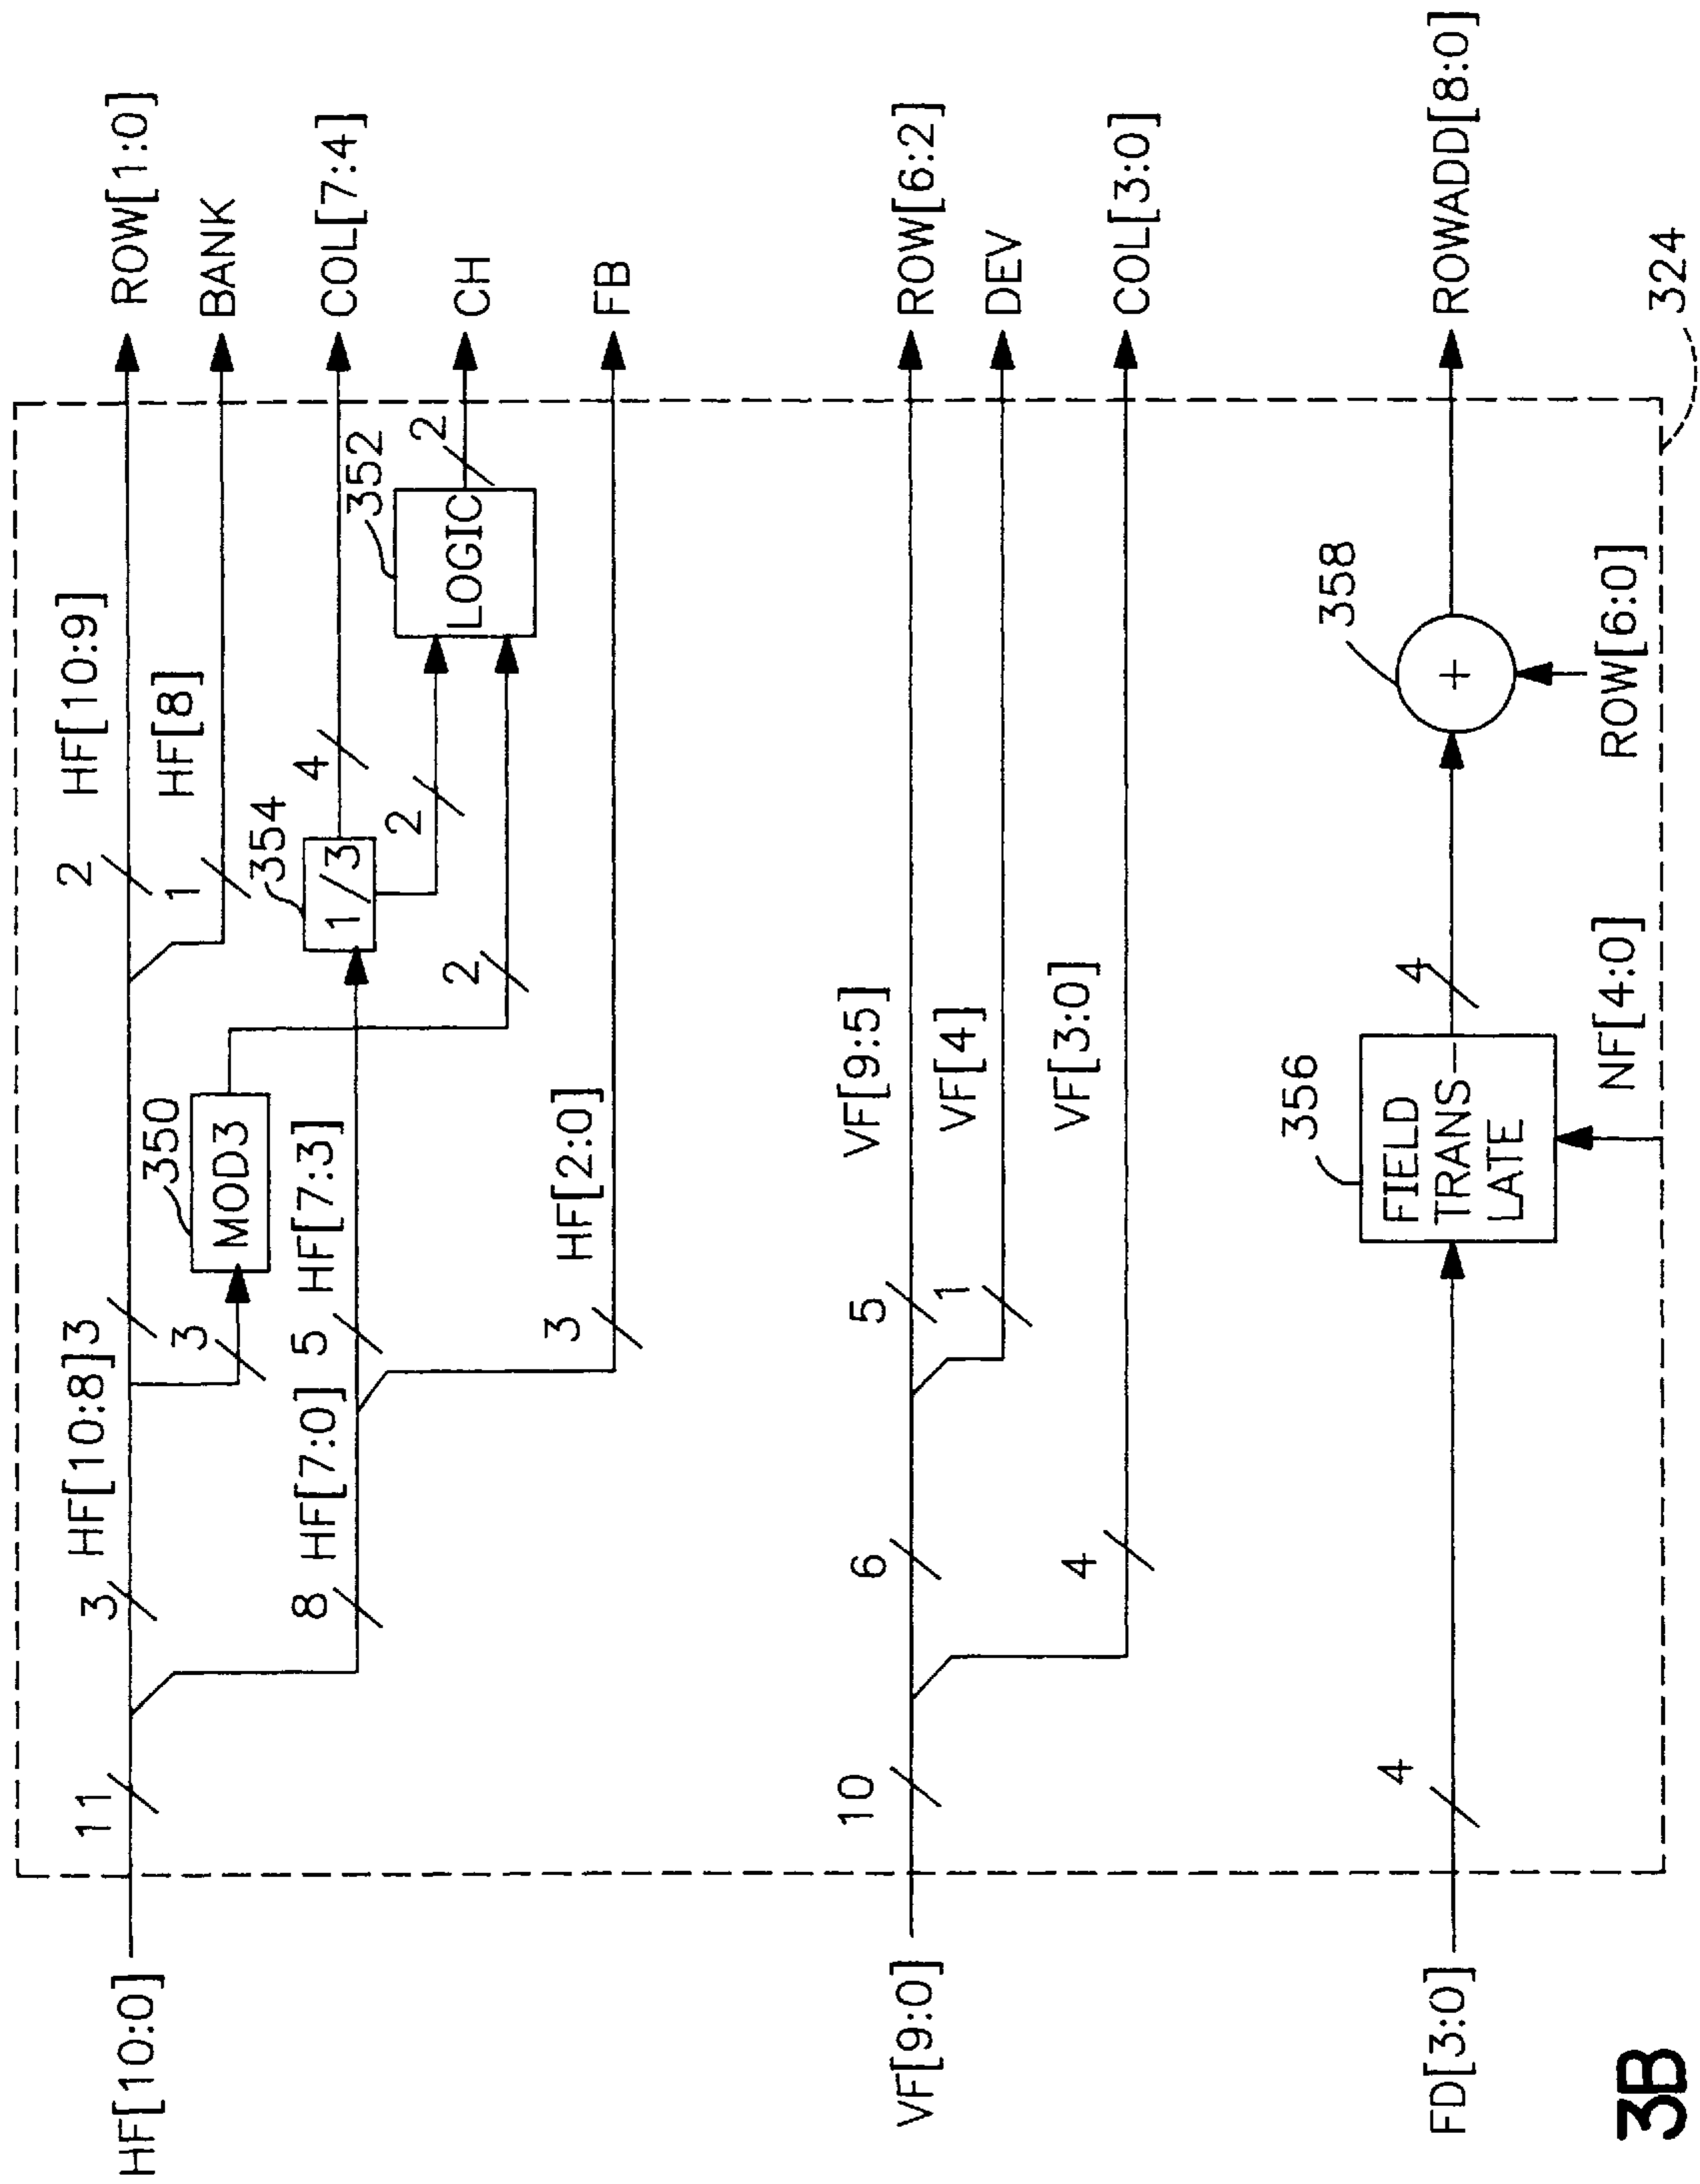 HF[10:0]
11
3
HF[10:8]
3
2
HF[10:9]
ROW[1:0]
1
HF[8]
BANK
3
350
MOD3
8
HF[7:0]
5
HF[7:3]
354
1/3
4
COL[7:4]
2
2
352
LOGIC
2
CH
3
HF[2:0]
FB
VF[9:0]
10
6
5
VF[9:5]
ROW[6:2]
1
VF[4]
DEV
4
VF[3:0]
COL[3:0]
FD[3:0]
4
356
FIELD
TRANS-
LATE
NF[4:0]
4
358
+
ROW[6:0]
ROWADD[8:0]
324
3B